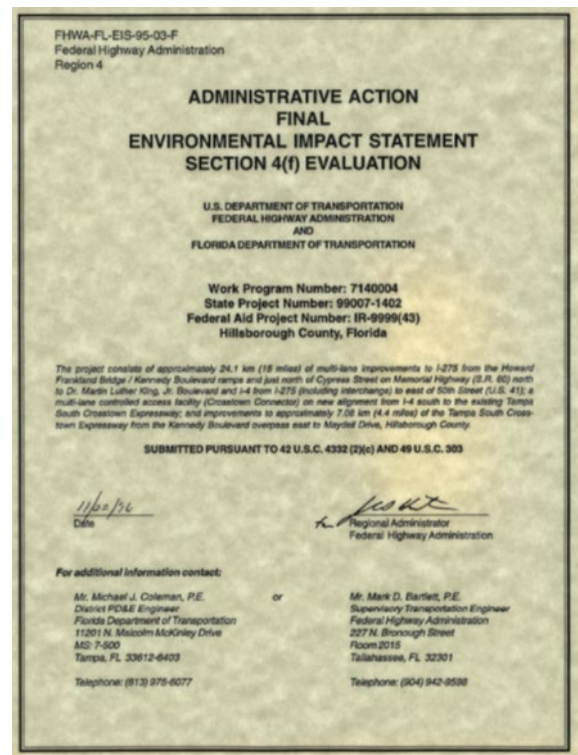 FHWA-FL-EIS-95-03-F
Federal Highway Administration
Region 4
ADMINISTRATIVE ACTION
FINAL
ENVIRONMENTAL IMPACT STATEMENT
SECTION 4(f) EVALUATION
U.S. DEPARTMENT OF TRANSPORTATION
FEDERAL HIGHWAY ADMINISTRATION
AND
FLORIDA DEPARTMENT OF TRANSPORTATION
Work Program Number: 7140004
State Project Number: 99007-1402
Federal Aid Project Number: IR-9999(43)
Hillsborough County, Florida
The project consists of approximately 24.1 km (15 miles) of multi-lane improvements to I-275 from the Howard
Frankland Bridge / Kennedy Boulevard ramps and just north of Cypress Street on Memorial Highway (S.R. 60) north
to Dr. Martin Luther King, Jr. Boulevard and I-4 from I-275 (including interchange) to east of 50th Street (U.S. 41); a
multi-lane controlled access facility (Crosstown Connector) on new alignment from I-4 south to the existing Tampa
South Crosstown Expressway; and improvements to approximately 7.08 km (4.4 miles) of the Tampa South Cross-
town Expressway from the Kennedy Boulevard overpass east to Maydell Drive, Hillsborough County.
SUBMITTED PURSUANT TO 42 U.S.C. 4332 (2)(c) AND 49 U.S.C. 303
11/22/96
Date
for Regional Administrator
Federal Highway Administration
For additional information contact:
Mr. Michael J. Coleman, P.E.
District PD&E Engineer
Florida Department of Transportation
11201 N. Malcolm McKinley Drive
MS: 7-500
Tampa, FL 33612-6403
Telephone: (813) 975-6077
or
Mr. Mark D. Bartlett, P.E.
Supervisory Transportation Engineer
Federal Highway Administration
227 N. Bronough Street
Room 2015
Tallahassee, FL 32301
Telephone: (904) 942-9598